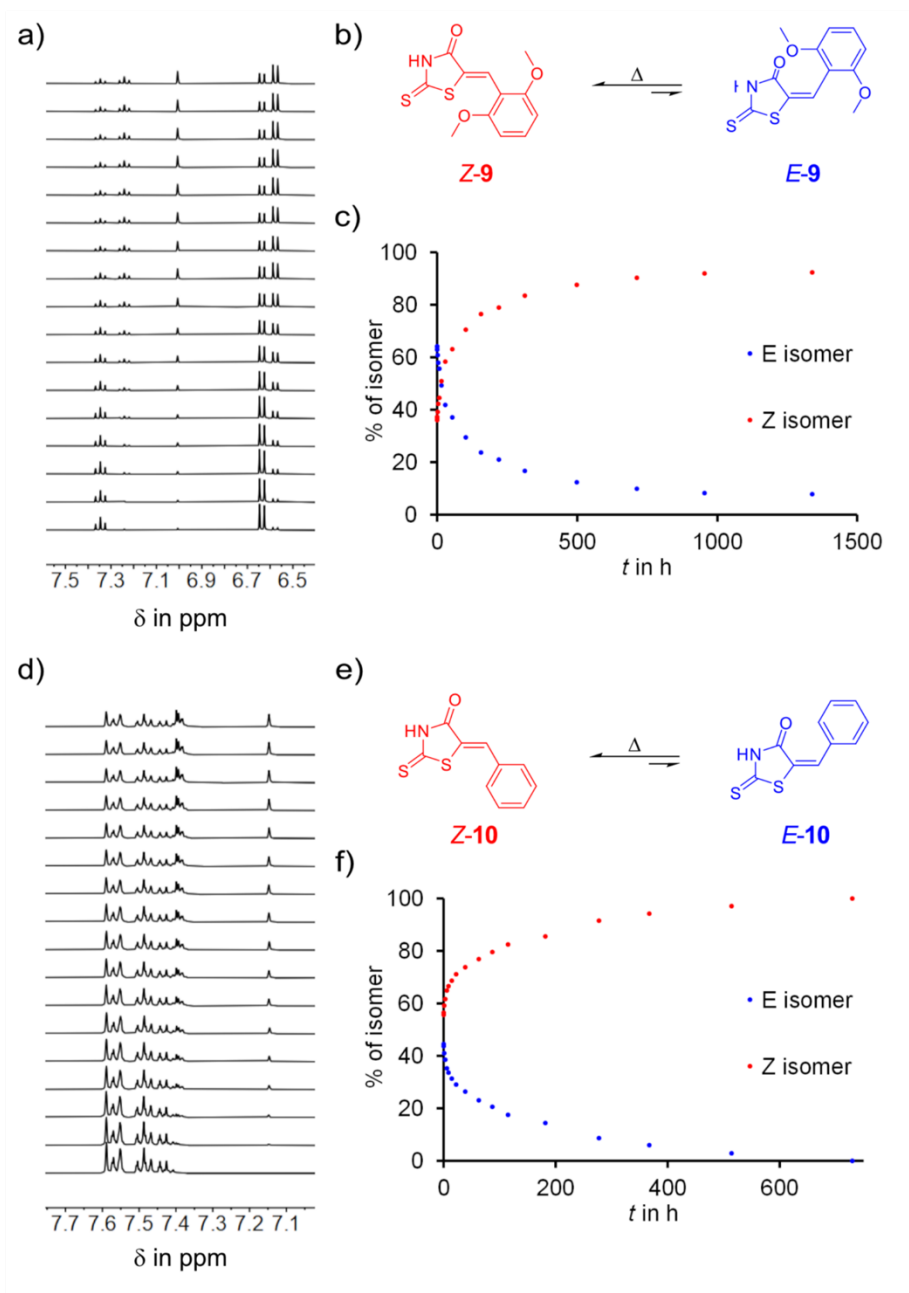 a)
7.5 7.3 7.1 6.9 6.7 6.5
δ in ppm
b)
O
HN
S
S
O
O
Z-9
Δ
O
O
N
H
S
S
O
E-9
c)
100
80
60
40
20
0
% of isomer
E isomer
Z isomer
0 500 1000 1500
t in h
d)
7.7 7.6 7.5 7.4 7.3 7.2 7.1
δ in ppm
e)
O
HN
S
S
Z-10
Δ
O
HN
S
S
E-10
f)
100
80
60
40
20
0
% of isomer
E isomer
Z isomer
0 200 400 600
t in h